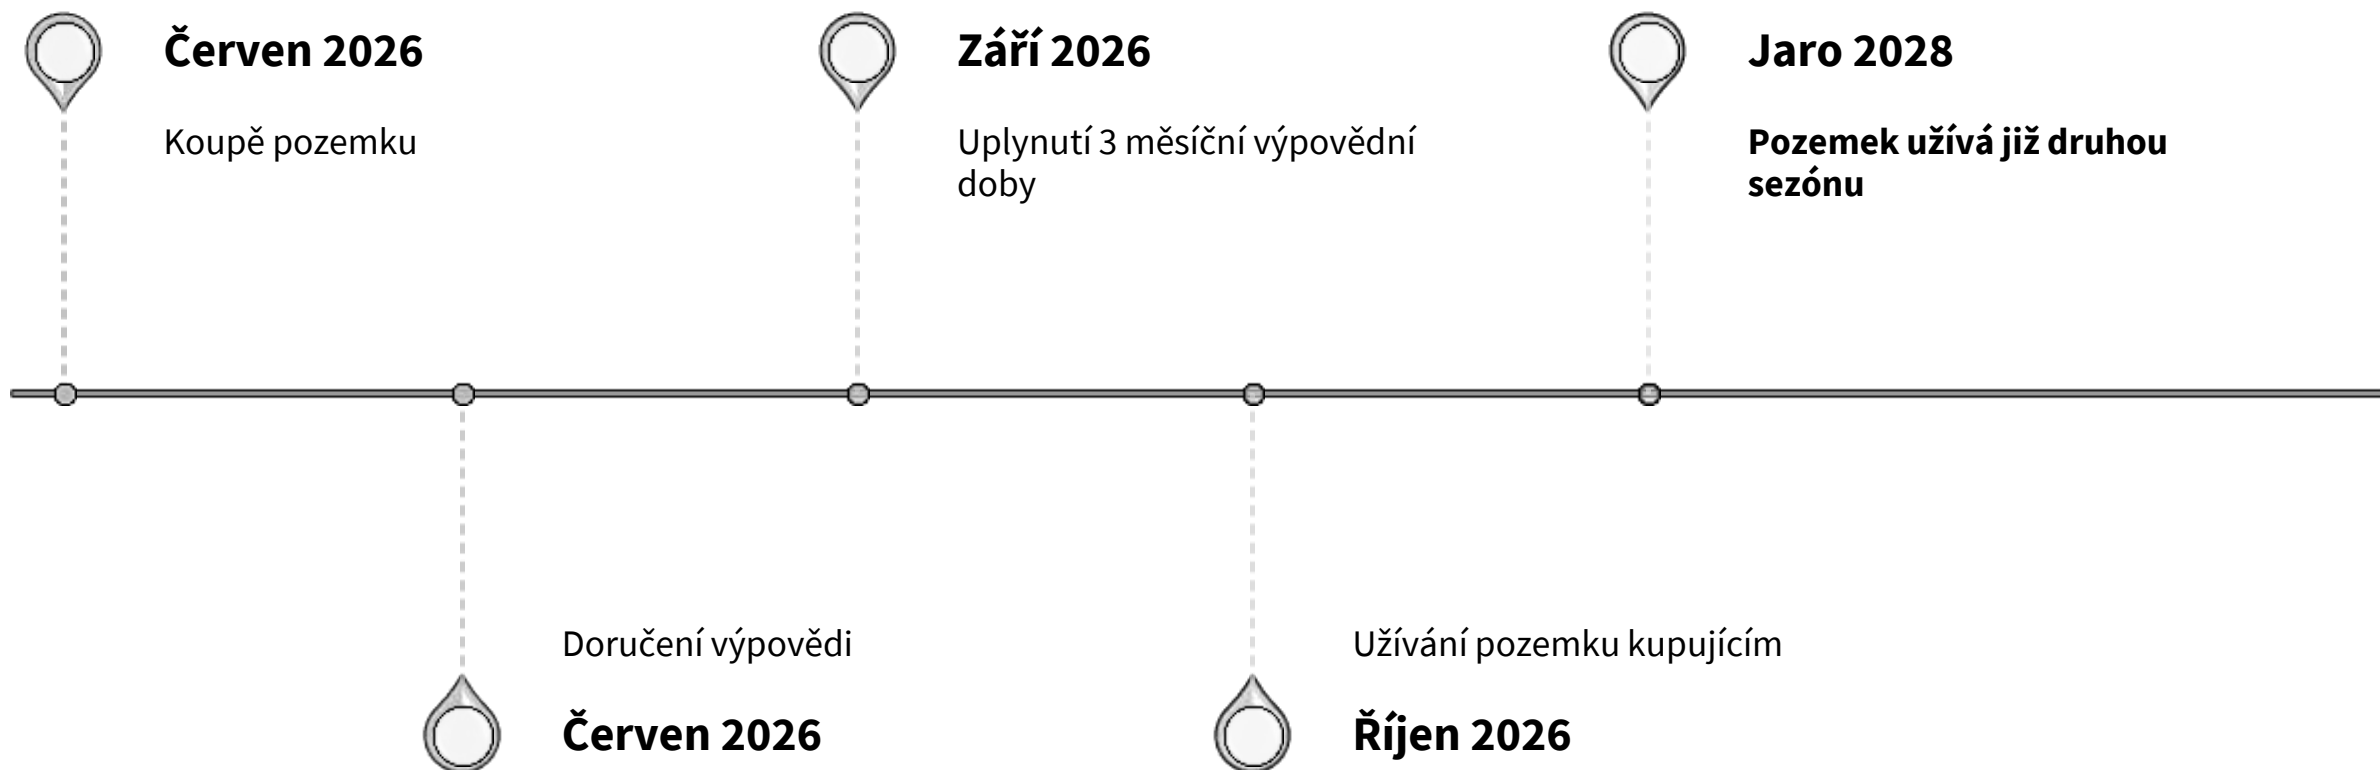 Červen 2026
Koupě pozemku
Září 2026
Uplynutí 3 měsíční výpovědní
doby
Jaro 2028
Pozemek užívá již druhou
sezónu
Doručení výpovědi
Červen 2026
Užívání pozemku kupujícím
Říjen 2026